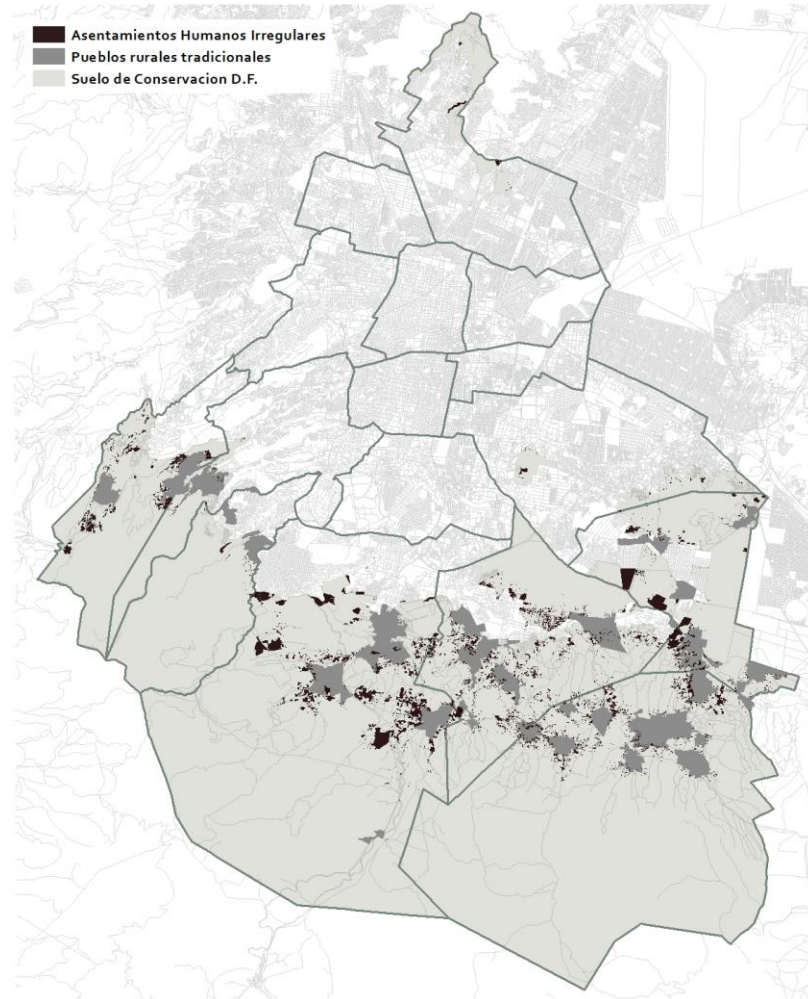 Asentamientos Humanos Irregulares
Pueblos rurales tradicionales
Suelo de Conservacion D.F.